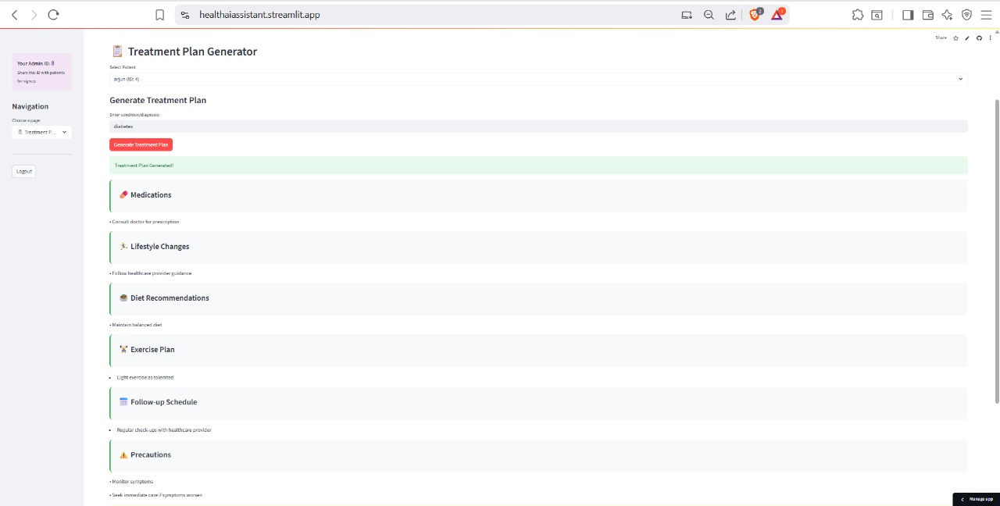 healthaiassistant.streamlit.app
2
1
Share
Your Admin ID: 8
Share this ID with patients
for signup.
Navigation
Choose a page:
Treatment P...
Logout
Treatment Plan Generator
Select Patient
arjun (ID: 4)
Generate Treatment Plan
Enter condition/diagnosis:
diabetes
Generate Treatment Plan
Treatment Plan Generated!
Medications
• Consult doctor for prescription
Lifestyle Changes
• Follow healthcare provider guidance
Diet Recommendations
• Maintain balanced diet
Exercise Plan
• Light exercise as tolerated
Follow-up Schedule
• Regular check-ups with healthcare provider
Precautions
• Monitor symptoms
• Seek immediate care if symptoms worsen
Manage app